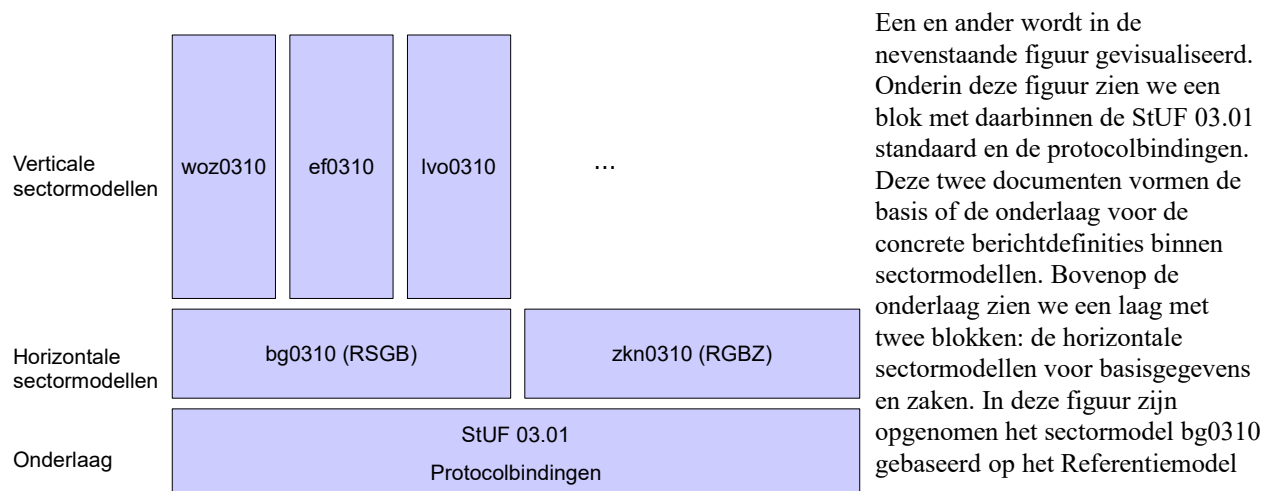 Verticale
sectormodellen
woz0310
ef0310
lvo0310
...
Horizontale
sectormodellen
bg0310 (RSGB)
zkn0310 (RGBZ)
Onderlaag
StUF 03.01
Protocolbindingen
Een en ander wordt in de
nevenstaande figuur gevisualiseerd.
Onderin deze figuur zien we een
blok met daarbinnen de StUF 03.01
standaard en de protocolbindingen.
Deze twee documenten vormen de
basis of de onderlaag voor de
concrete berichtdefinities binnen
sectormodellen. Bovenop de
onderlaag zien we een laag met
twee blokken: de horizontale
sectormodellen voor basisgegevens
en zaken. In deze figuur zijn
opgenomen het sectormodel bg0310
gebaseerd op het Referentiemodel